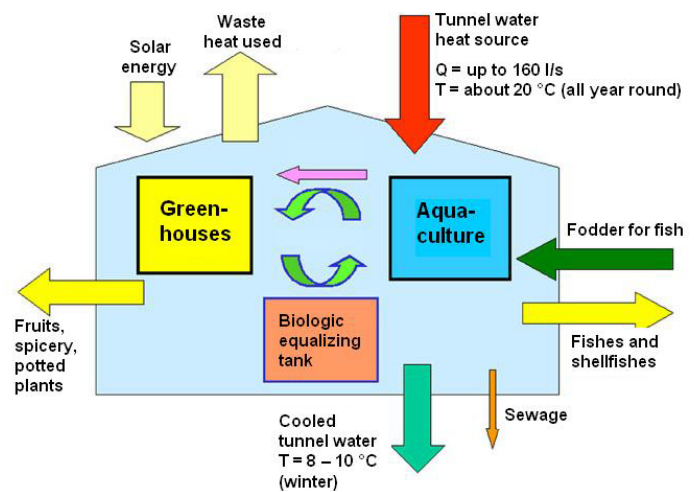 Waste
heat used
Solar
energy
Tunnel water
heat source
Q = up to 160 l/s
T = about 20 °C (all year round)
Green-
houses
Aqua-
culture
Fodder for fish
Fruits,
spicery,
potted
plants
Biologic
equalizing
tank
Fishes and
shellfishes
Cooled
tunnel water
T = 8 – 10 °C
(winter)
Sewage